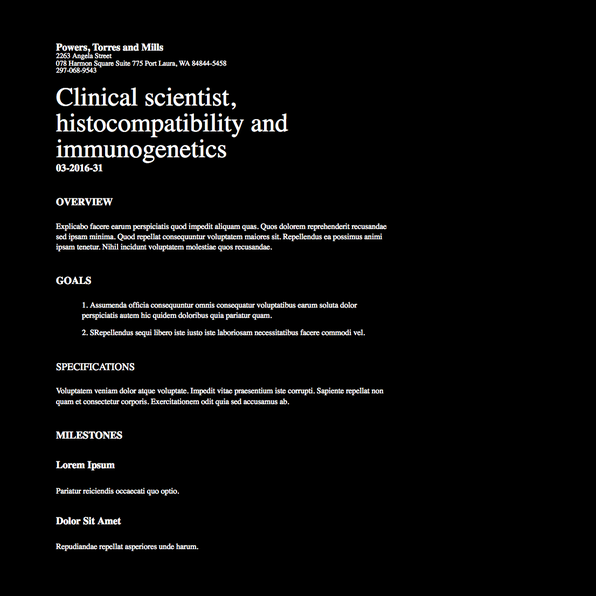 Powers, Torres and Mills
2263 Angela Street
078 Harmon Square Suite 775 Port Laura, WA 84844-5458
297-068-9543
Clinical scientist,
histocompatibility and
immunogenetics
03-2016-31
OVERVIEW
Explicabo facere earum perspiciatis quod impedit aliquam quas. Quos dolorem reprehenderit recusandae
sed ipsam minima. Quod repellat consequuntur voluptatem maiores sit. Repellendus ea possimus animi
ipsam tenetur. Nihil incidunt voluptatem molestiae quos recusandae.
GOALS
1. Assumenda officia consequuntur omnis consequatur voluptatibus earum soluta dolor
perspiciatis autem hic quidem doloribus quia pariatur quam.
2. SRepellendus sequi libero iste iusto iste laboriosam necessitatibus facere commodi vel.
SPECIFICATIONS
Voluptatem veniam dolor atque voluptate. Impedit vitae praesentium iste corrupti. Sapiente repellat non
quam et consectetur corporis. Exercitationem odit quia sed accusamus ab.
MILESTONES
Lorem Ipsum
Pariatur reiciendis occaecati quo optio.
Dolor Sit Amet
Repudiandae repellat asperiores unde harum.